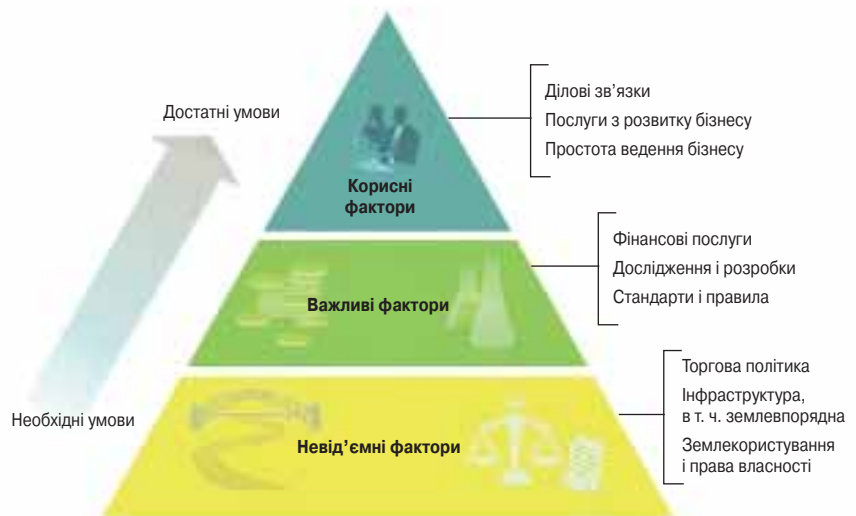 Достатні умови
Корисні
фактори
Ділові зв’язки
Послуги з розвитку бізнесу
Простота ведення бізнесу
Важливі фактори
Фінансові послуги
Дослідження і розробки
Стандарти і правила
Необхідні умови
Невід’ємні фактори
Торгова політика
Інфраструктура,
в т. ч. землевпорядна
Землекористування
і права власності